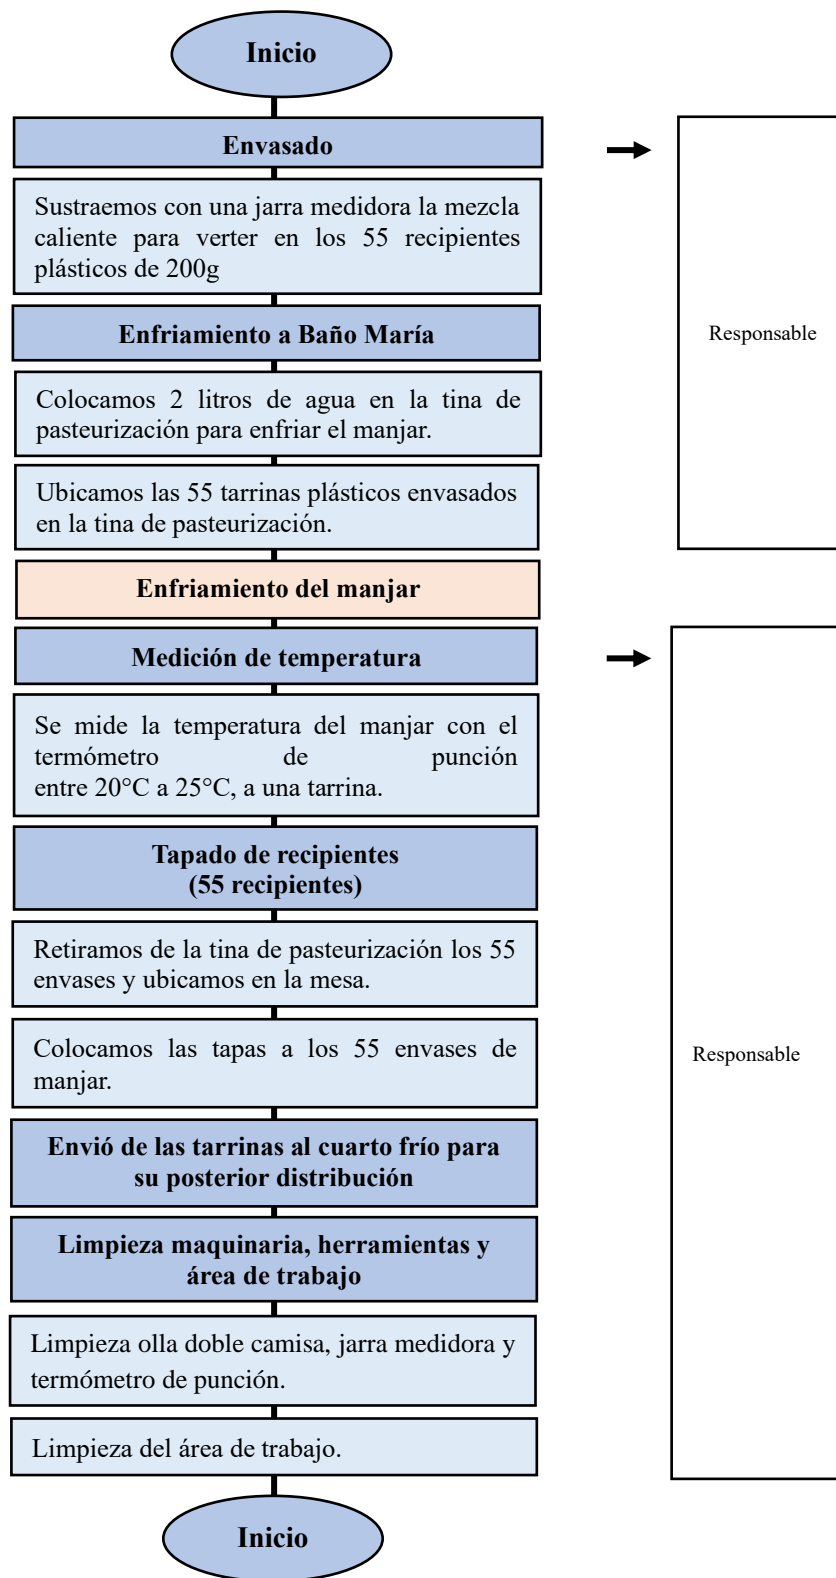 Inicio
Envasado
Sustraemos con una jarra medidora la mezcla
caliente para verter en los 55 recipientes
plásticos de 200g
Enfriamiento a Baño María
Responsable
Colocamos 2 litros de agua en la tina de
pasteurización para enfriar el manjar.
Ubicamos las 55 tarrinas plásticos envasados
en la tina de pasteurización.
Enfriamiento del manjar
Medición de temperatura
Se mide la temperatura del manjar con el
termómetro de punción
entre 20°C a 25°C, a una tarrina.
Tapado de recipientes
(55 recipientes)
Retiramos de la tina de pasteurización los 55
envases y ubicamos en la mesa.
Colocamos las tapas a los 55 envases de
manjar.
Responsable
Envió de las tarrinas al cuarto frío para
su posterior distribución
Limpieza maquinaria, herramientas y
área de trabajo
Limpieza olla doble camisa, jarra medidora y
termómetro de punción.
Limpieza del área de trabajo.
Inicio